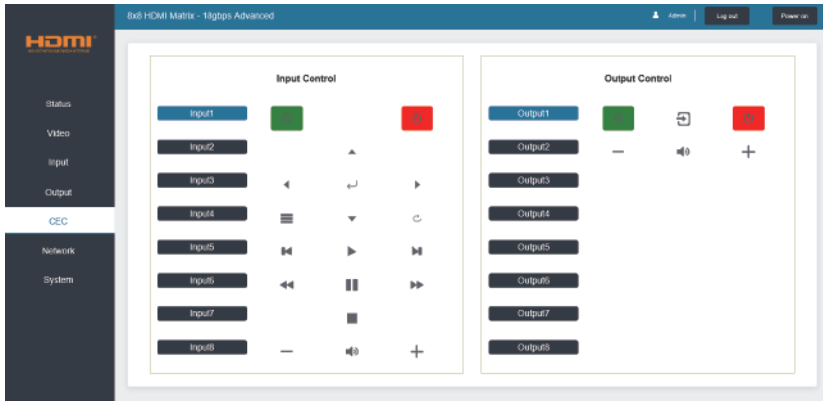 8x8 HDMI Matrix - 18gbps Advanced
Admin
Log out
Power on
HDMI
Status
Video
Input
Output
CEC
Network
System
Input Control
Input1
Input2
Input3
Input4
Input5
Input6
Input7
Input8
Output Control
Output1
Output2
Output3
Output4
Output5
Output6
Output7
Output8